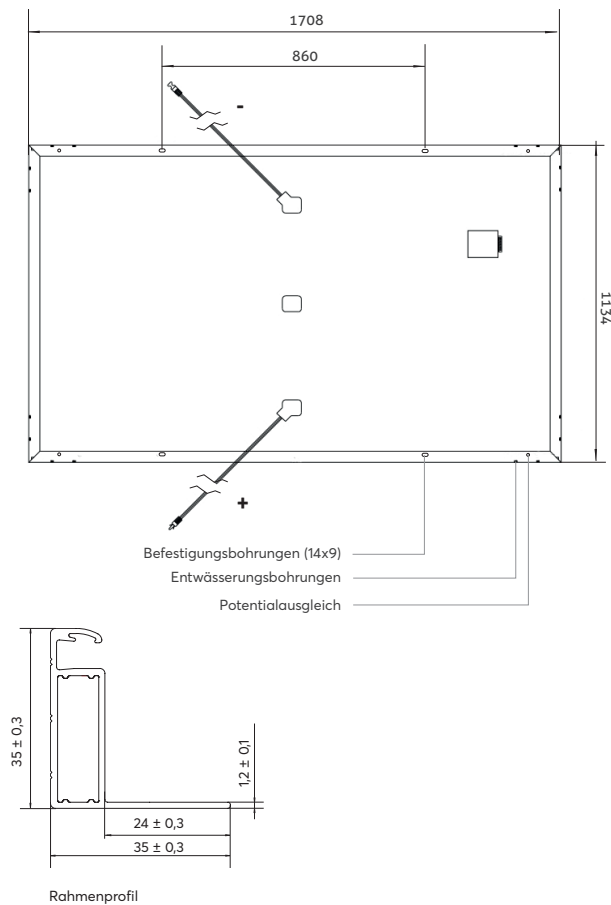 1708
860
-
1134
+
Befestigungsbohrungen (14x9)
Entwässerungsbohrungen
Potentialausgleich
35 ± 0,3
1,2 ± 0,1
24 ± 0,3
35 ± 0,3
Rahmenprofil